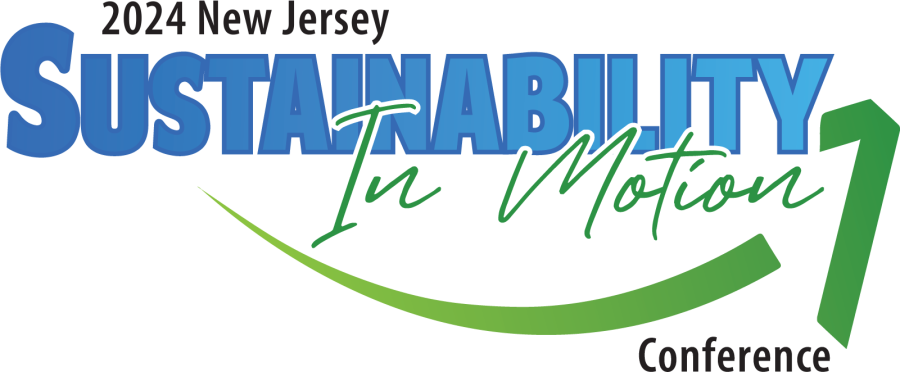 2024 New Jersey
SUSTAINABILITY
In Motion
Conference